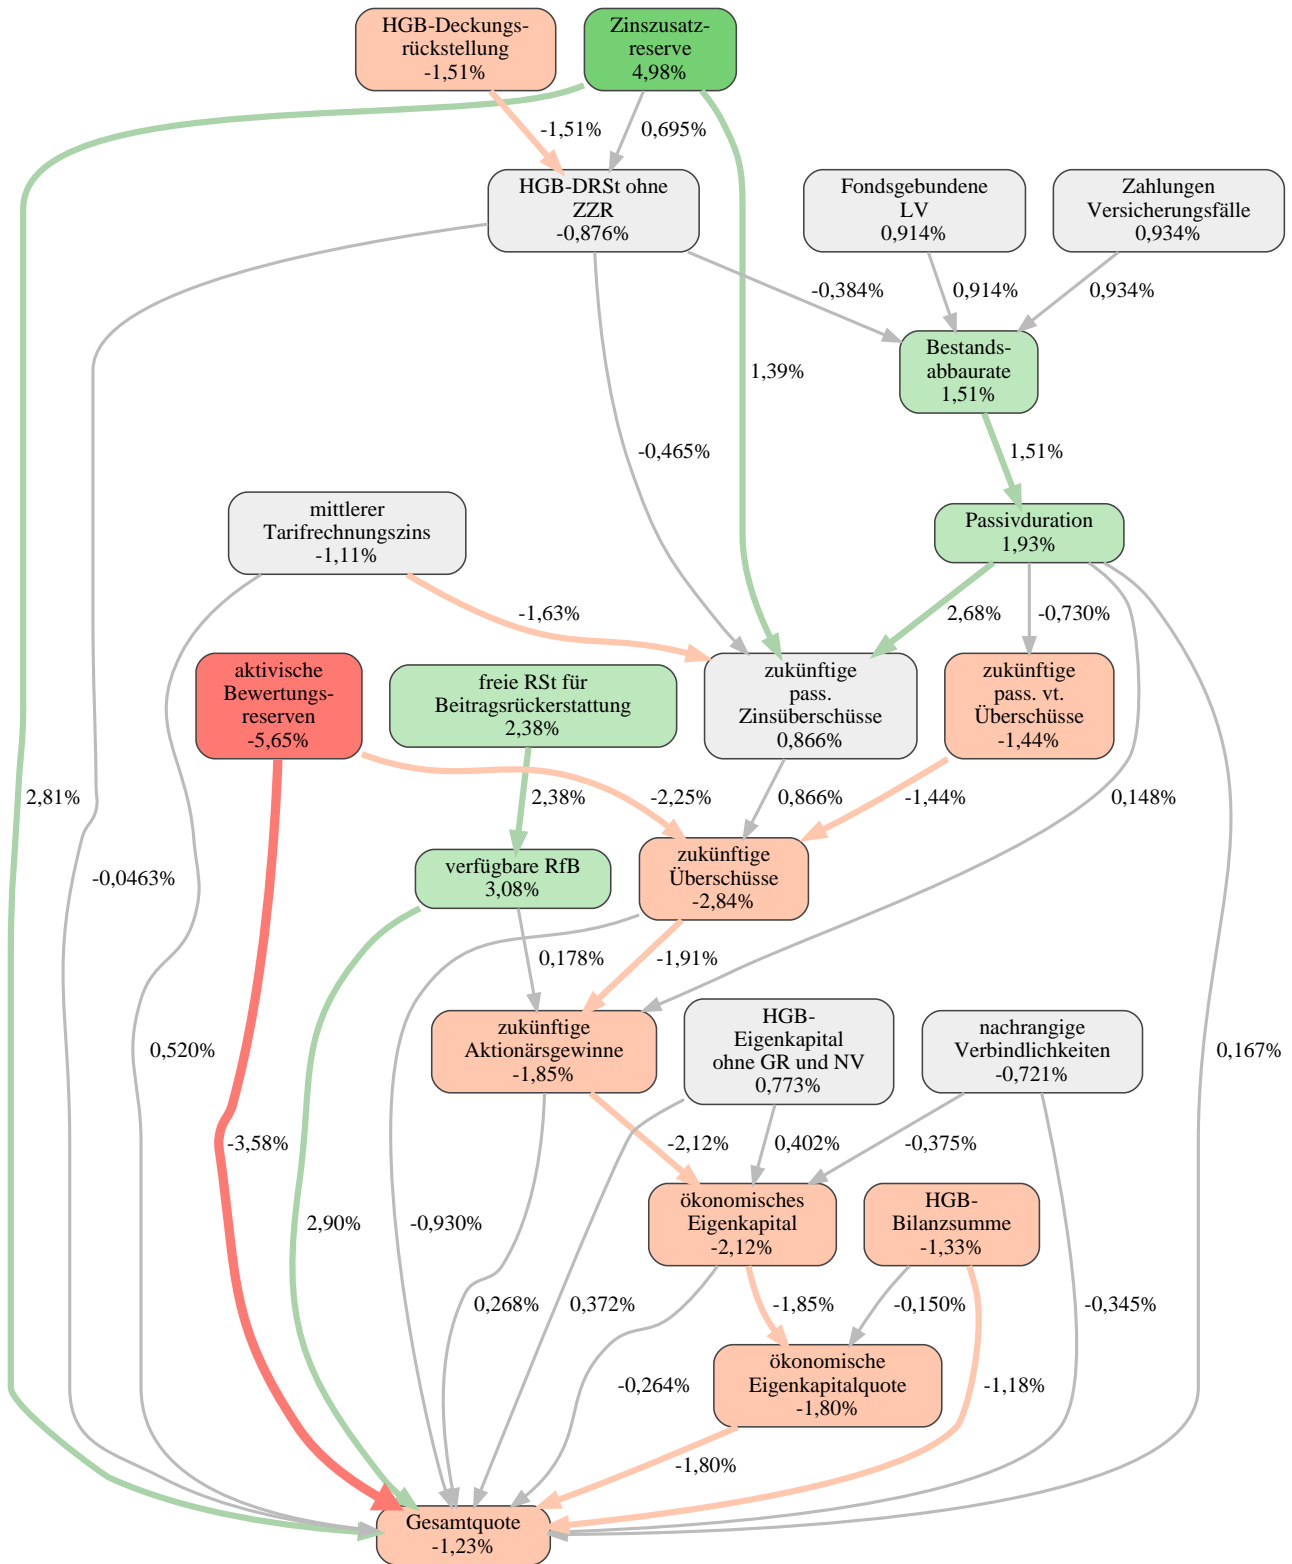 HGB-Deckungs-
rückstellung
-1,51%
Zinszusatz-
reserve
4,98%
-1,51%
0,695%
HGB-DRSt ohne
ZZR
-0,876%
Fondsgebundene
LV
0,914%
Zahlungen
Versicherungsfälle
0,934%
-0,384%
0,914%
0,934%
Bestands-
abbaurate
1,51%
1,39%
-0,465%
1,51%
mittlerer
Tarifrechnungszins
-1,11%
Passivduration
1,93%
-1,63%
2,68%
-0,730%
aktivische
Bewertungs-
reserven
-5,65%
freie RSt für
Beitragsrückerstattung
2,38%
zukünftige
pass.
Zinsüberschüsse
0,866%
zukünftige
pass. vt.
Überschüsse
-1,44%
2,81%
2,38%
-2,25%
0,866%
-1,44%
0,148%
verfügbare RfB
3,08%
zukünftige
Überschüsse
-2,84%
-0,0463%
0,178%
-1,91%
zukünftige
Aktionärsgewinne
-1,85%
HGB-
Eigenkapital
ohne GR und NV
0,773%
nachrangige
Verbindlichkeiten
-0,721%
0,520%
0,167%
-3,58%
-2,12%
0,402%
-0,375%
ökonomisches
Eigenkapital
-2,12%
HGB-
Bilanzsumme
-1,33%
2,90%
-0,930%
0,268%
0,372%
-1,85%
-0,150%
-0,345%
ökonomische
Eigenkapitalquote
-1,80%
-0,264%
-1,18%
-1,80%
Gesamtquote
-1,23%